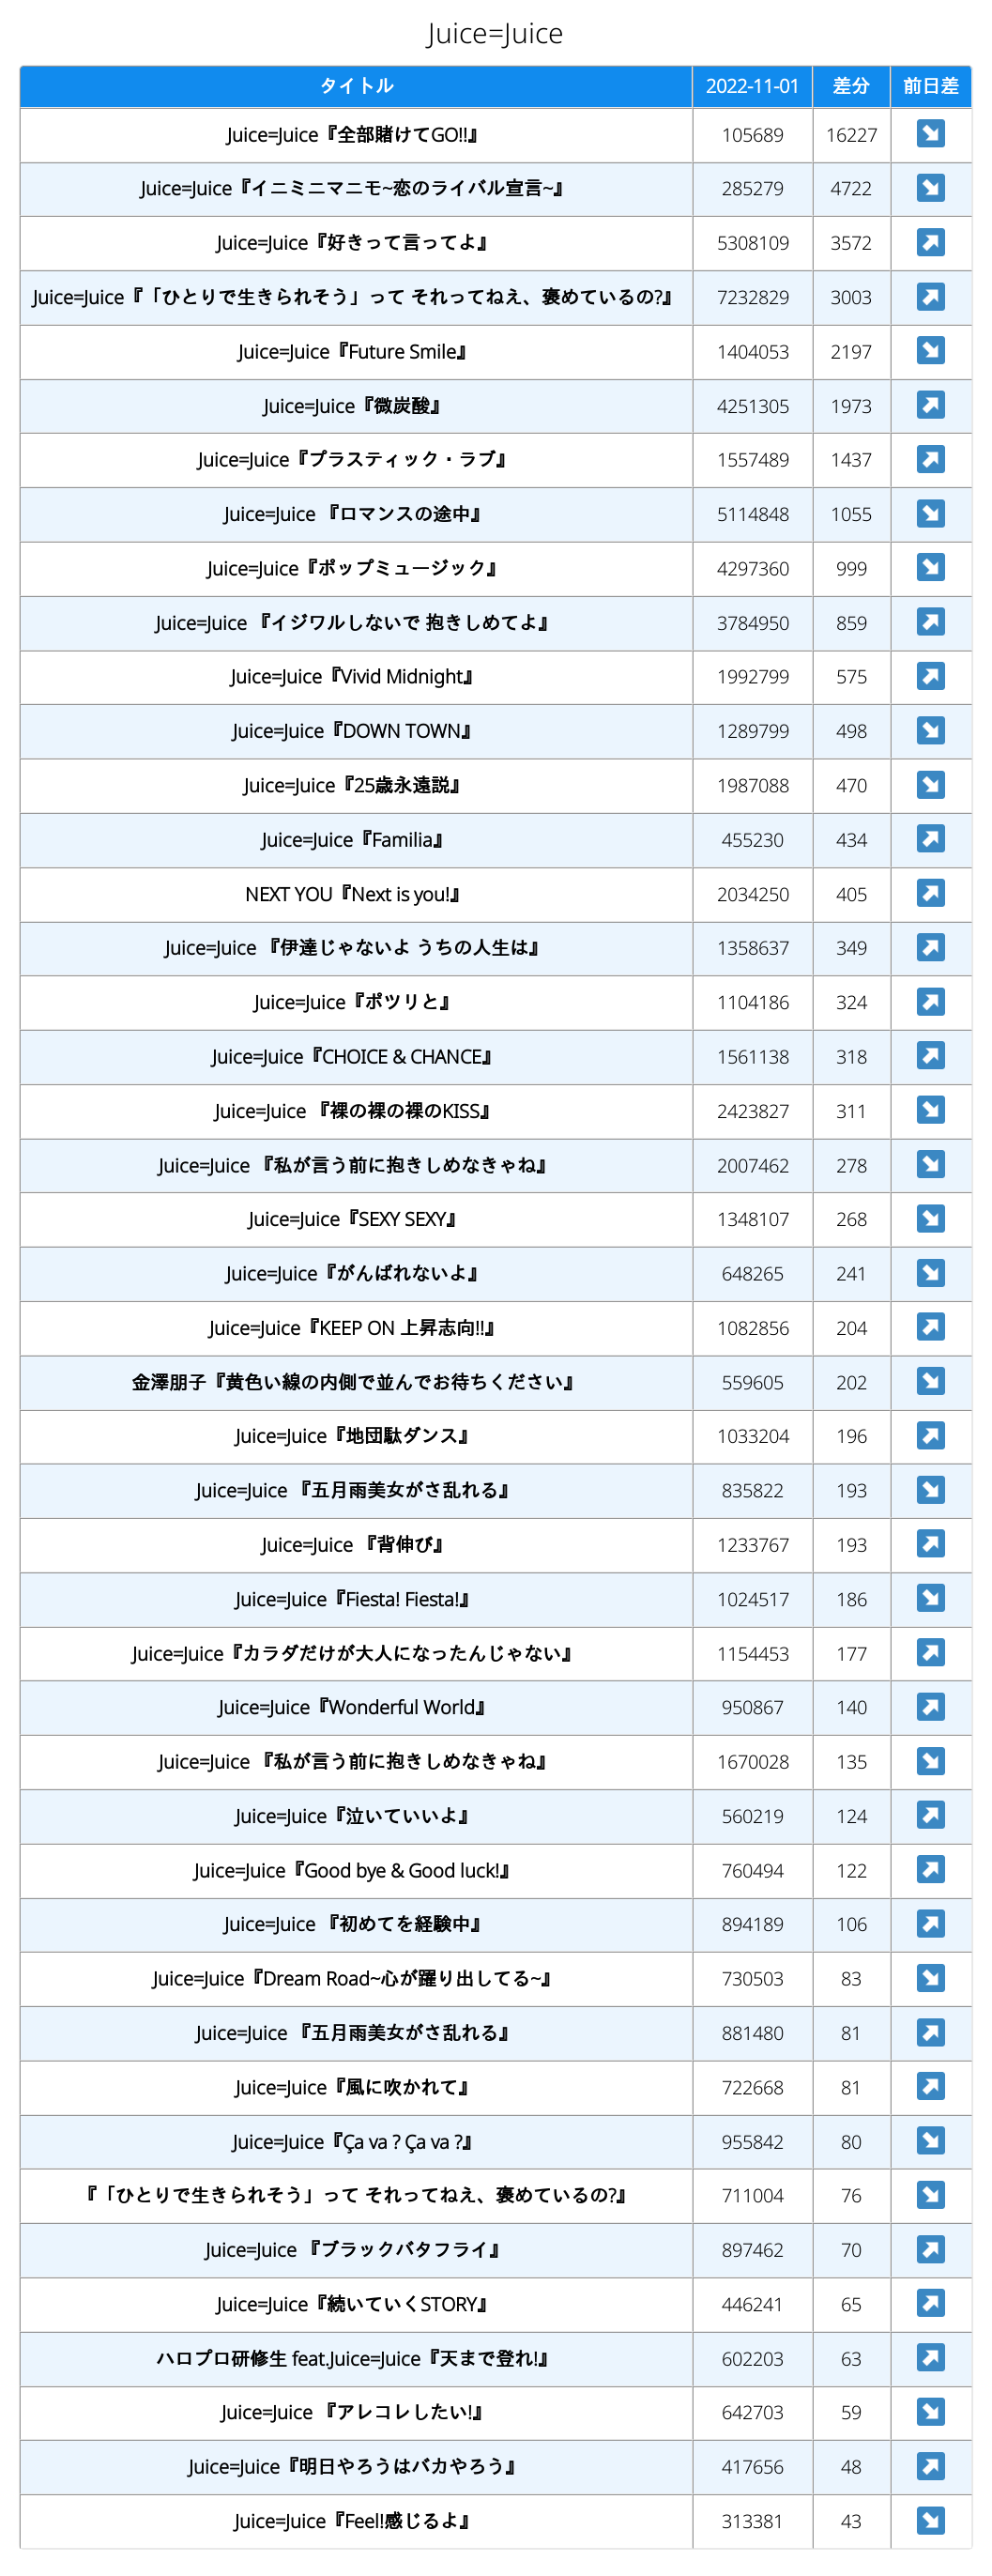 Juice=Juice
タイトル 2022-11-01 差分 前日差
Juice=Juice『全部賭けてGO!!』 105689 16227 ↘
Juice=Juice『イニミニマニモ~恋のライバル宣言~』 285279 4722 ↘
Juice=Juice『好きって言ってよ』 5308109 3572 ↗
Juice=Juice『「ひとりで生きられそう」って それってねえ、褒めているの?』 7232829 3003 ↗
Juice=Juice『Future Smile』 1404053 2197 ↘
Juice=Juice『微炭酸』 4251305 1973 ↗
Juice=Juice『プラスティック・ラブ』 1557489 1437 ↗
Juice=Juice 『ロマンスの途中』 5114848 1055 ↘
Juice=Juice『ポップミュージック』 4297360 999 ↘
Juice=Juice 『イジワルしないで 抱きしめてよ』 3784950 859 ↗
Juice=Juice『Vivid Midnight』 1992799 575 ↗
Juice=Juice『DOWN TOWN』 1289799 498 ↘
Juice=Juice『25歳永遠説』 1987088 470 ↘
Juice=Juice『Familia』 455230 434 ↗
NEXT YOU『Next is you!』 2034250 405 ↗
Juice=Juice 『伊達じゃないよ うちの人生は』 1358637 349 ↗
Juice=Juice『ポツリと』 1104186 324 ↗
Juice=Juice『CHOICE & CHANCE』 1561138 318 ↗
Juice=Juice 『裸の裸の裸のKISS』 2423827 311 ↘
Juice=Juice 『私が言う前に抱きしめなきゃね』 2007462 278 ↘
Juice=Juice『SEXY SEXY』 1348107 268 ↘
Juice=Juice『がんばれないよ』 648265 241 ↘
Juice=Juice『KEEP ON 上昇志向!!』 1082856 204 ↗
金澤朋子『黄色い線の内側で並んでお待ちください』 559605 202 ↘
Juice=Juice『地団駄ダンス』 1033204 196 ↗
Juice=Juice 『五月雨美女がさ乱れる』 835822 193 ↘
Juice=Juice 『背伸び』 1233767 193 ↗
Juice=Juice『Fiesta! Fiesta!』 1024517 186 ↘
Juice=Juice『カラダだけが大人になったんじゃない』 1154453 177 ↗
Juice=Juice『Wonderful World』 950867 140 ↗
Juice=Juice 『私が言う前に抱きしめなきゃね』 1670028 135 ↘
Juice=Juice『泣いていいよ』 560219 124 ↗
Juice=Juice『Good bye & Good luck!』 760494 122 ↗
Juice=Juice 『初めてを経験中』 894189 106 ↗
Juice=Juice『Dream Road~心が躍り出してる~』 730503 83 ↘
Juice=Juice 『五月雨美女がさ乱れる』 881480 81 ↗
Juice=Juice『風に吹かれて』 722668 81 ↗
Juice=Juice『Ça va ? Ça va ?』 955842 80 ↘
『「ひとりで生きられそう」って それってねえ、褒めているの?』 711004 76 ↘
Juice=Juice 『ブラックバタフライ』 897462 70 ↗
Juice=Juice『続いていくSTORY』 446241 65 ↗
ハロプロ研修生 feat.Juice=Juice『天まで登れ!』 602203 63 ↗
Juice=Juice 『アレコレしたい!』 642703 59 ↘
Juice=Juice『明日やろうはバカやろう』 417656 48 ↗
Juice=Juice『Feel!感じるよ』 313381 43 ↘